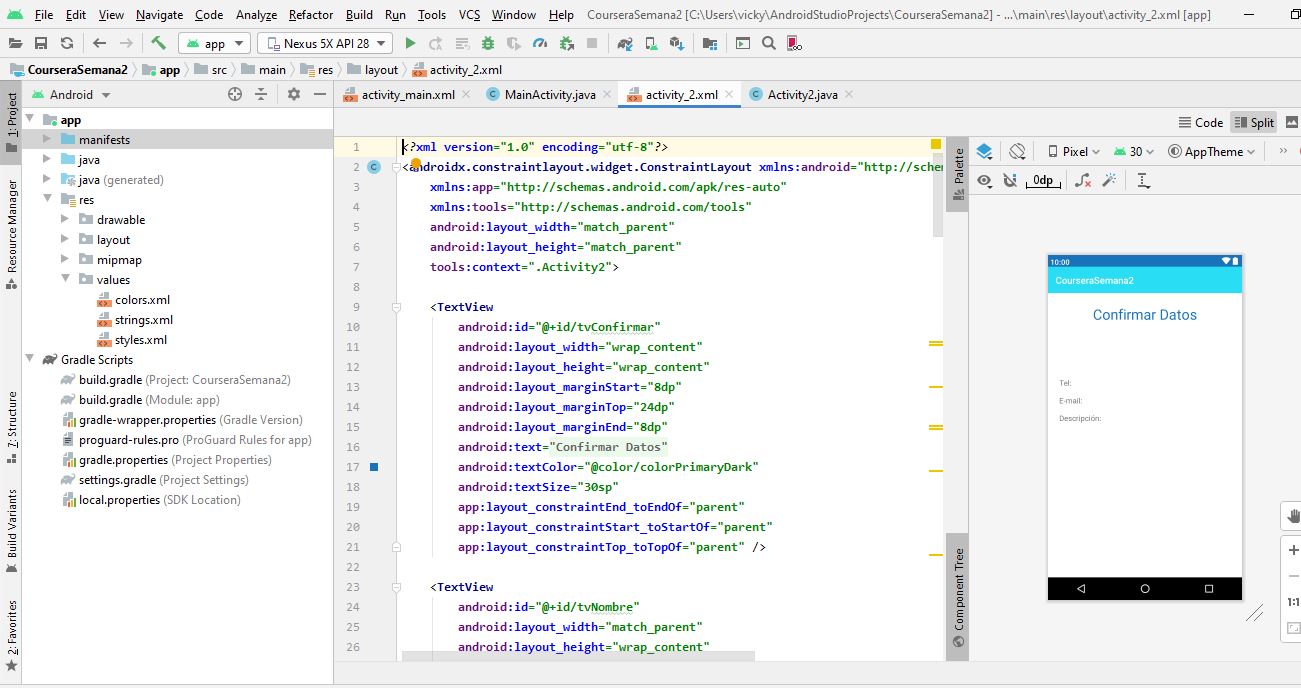 File Edit View Navigate Code Analyze Refactor Build Run Tools VCS Window Help CourseraSemana2 [C:\Users\vicky\AndroidStudioProjects\CourseraSemana2] - ...\main\res\layout\activity_2.xml [app]
app Nexus 5X API 28
CourseraSemana2 app src main res layout activity_2.xml
Android
activity_main.xml MainActivity.java activity_2.xml Activity2.java
Code Split
1: Project
Resource Manager
7: Structure
Build Variants
2: Favorites
app
manifests
java
java (generated)
res
drawable
layout
mipmap
values
colors.xml
strings.xml
styles.xml
Gradle Scripts
build.gradle (Project: CourseraSemana2)
build.gradle (Module: app)
gradle-wrapper.properties (Gradle Version)
proguard-rules.pro (ProGuard Rules for app)
gradle.properties (Project Properties)
settings.gradle (Project Settings)
local.properties (SDK Location)
1 <?xml version="1.0" encoding="utf-8"?>
2 <androidx.constraintlayout.widget.ConstraintLayout xmlns:android="http://schem
3 xmlns:app="http://schemas.android.com/apk/res-auto"
4 xmlns:tools="http://schemas.android.com/tools"
5 android:layout_width="match_parent"
6 android:layout_height="match_parent"
7 tools:context=".Activity2">
8
9 <TextView
10 android:id="@+id/tvConfirmar"
11 android:layout_width="wrap_content"
12 android:layout_height="wrap_content"
13 android:layout_marginStart="8dp"
14 android:layout_marginTop="24dp"
15 android:layout_marginEnd="8dp"
16 android:text="Confirmar Datos"
17 android:textColor="@color/colorPrimaryDark"
18 android:textSize="30sp"
19 app:layout_constraintEnd_toEndOf="parent"
20 app:layout_constraintStart_toStartOf="parent"
21 app:layout_constraintTop_toTopOf="parent" />
22
23 <TextView
24 android:id="@+id/tvNombre"
25 android:layout_width="match_parent"
26 android:layout_height="wrap_content"
Palette
Component Tree
Pixel 30 AppTheme
0dp
10:00
CourseraSemana2
Confirmar Datos
Tel:
E-mail:
Descripción:
1:1